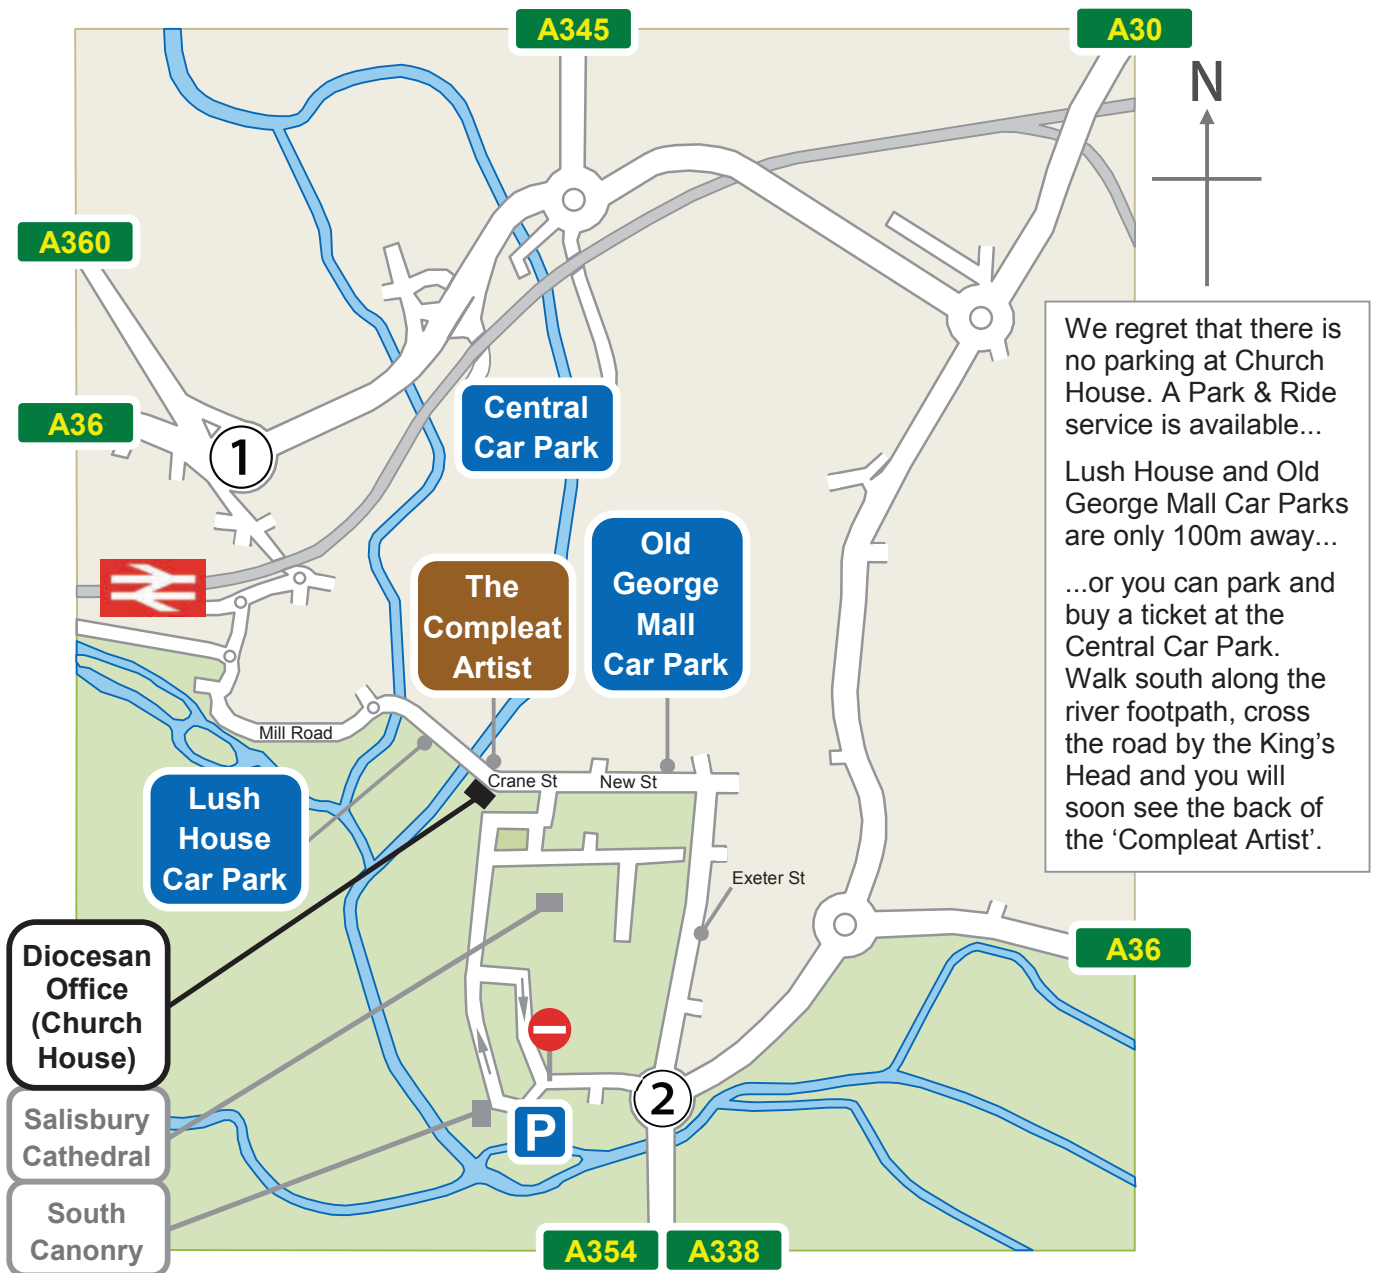 A345
A30
N
A360
A36
1
Central
Car Park
We regret that there is
no parking at Church
House. A Park & Ride
service is available...
Lush House and Old
George Mall Car Parks
are only 100m away...
...or you can park and
buy a ticket at the
Central Car Park.
Walk south along the
river footpath, cross
the road by the King’s
Head and you will
soon see the back of
the ‘Compleat Artist’.
Old
George
Mall
Car Park
The
Compleat
Artist
Mill Road
Crane St
New St
Lush
House
Car Park
Exeter St
Diocesan
Office
(Church
House)
A36
Salisbury
Cathedral
2
P
South
Canonry
A354
A338